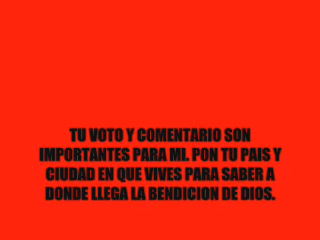 TU VOTO Y COMENTARIO SON
IMPORTANTES PARA MI. PON TU PAIS Y
CIUDAD EN QUE VIVES PARA SABER A
DONDE LLEGA LA BENDICION DE DIOS.